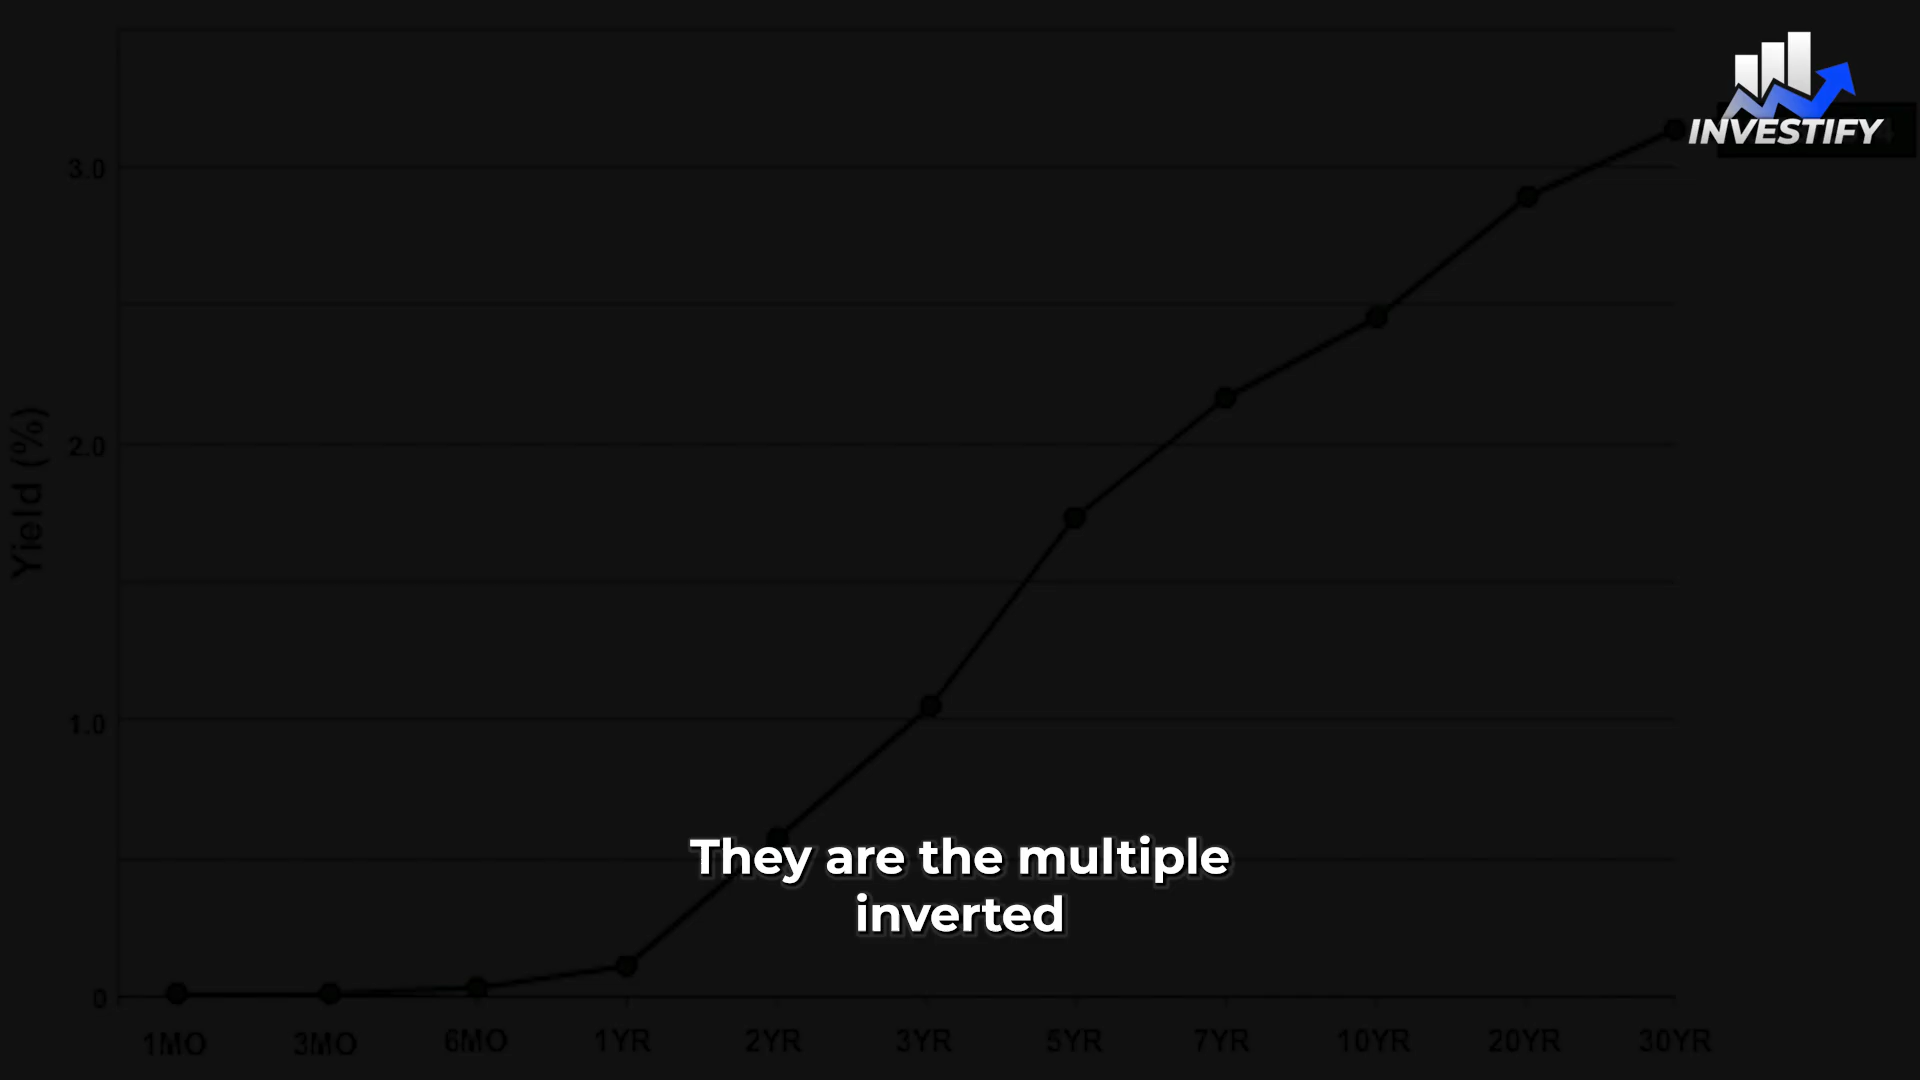 INVESTIFY
Yield (%)
3.0
2.0
1.0
0
1MO 3MO 6MO 1YR 2YR 3YR 5YR 7YR 10YR 20YR 30YR
They are the multiple
inverted